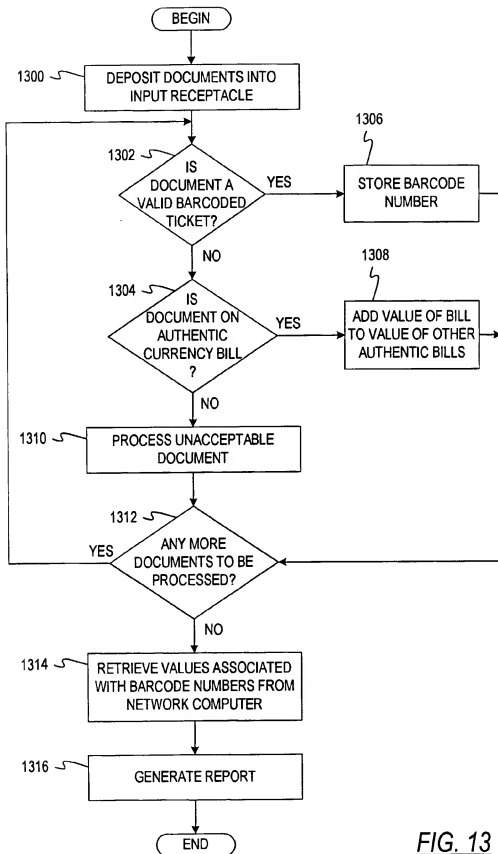 BEGIN
1300
DEPOSIT DOCUMENTS INTO
INPUT RECEPTACLE
1302
IS
DOCUMENT A
VALID BARCODED
TICKET?
YES
1306
STORE BARCODE
NUMBER
NO
1304
IS
DOCUMENT ON
AUTHENTIC
CURRENCY BILL
?
YES
1308
ADD VALUE OF BILL
TO VALUE OF OTHER
AUTHENTIC BILLS
NO
1310
PROCESS UNACCEPTABLE
DOCUMENT
1312
YES
ANY MORE
DOCUMENTS TO BE
PROCESSED?
NO
1314
RETRIEVE VALUES ASSOCIATED
WITH BARCODE NUMBERS FROM
NETWORK COMPUTER
1316
GENERATE REPORT
END
FIG. 13